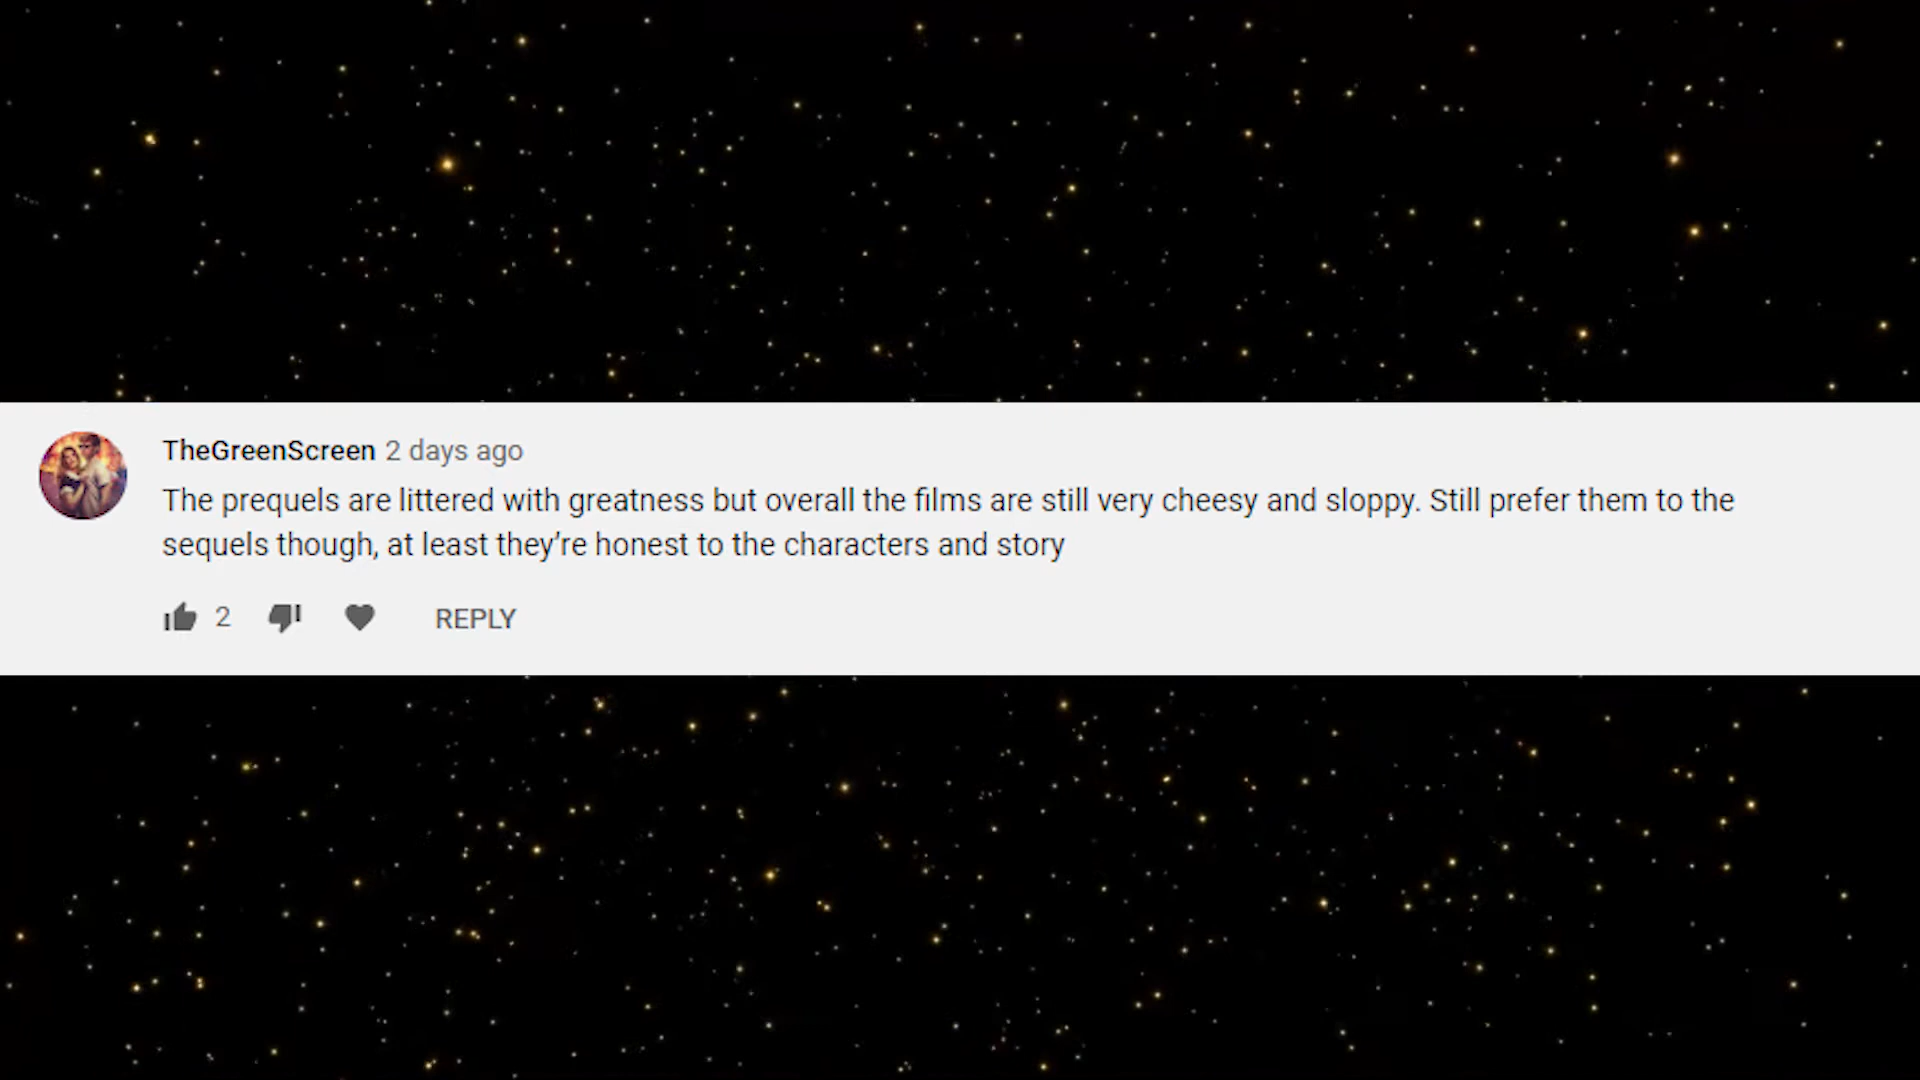 TheGreenScreen 2 days ago
The prequels are littered with greatness but overall the films are still very cheesy and sloppy. Still prefer them to the
sequels though, at least they’re honest to the characters and story
2 REPLY